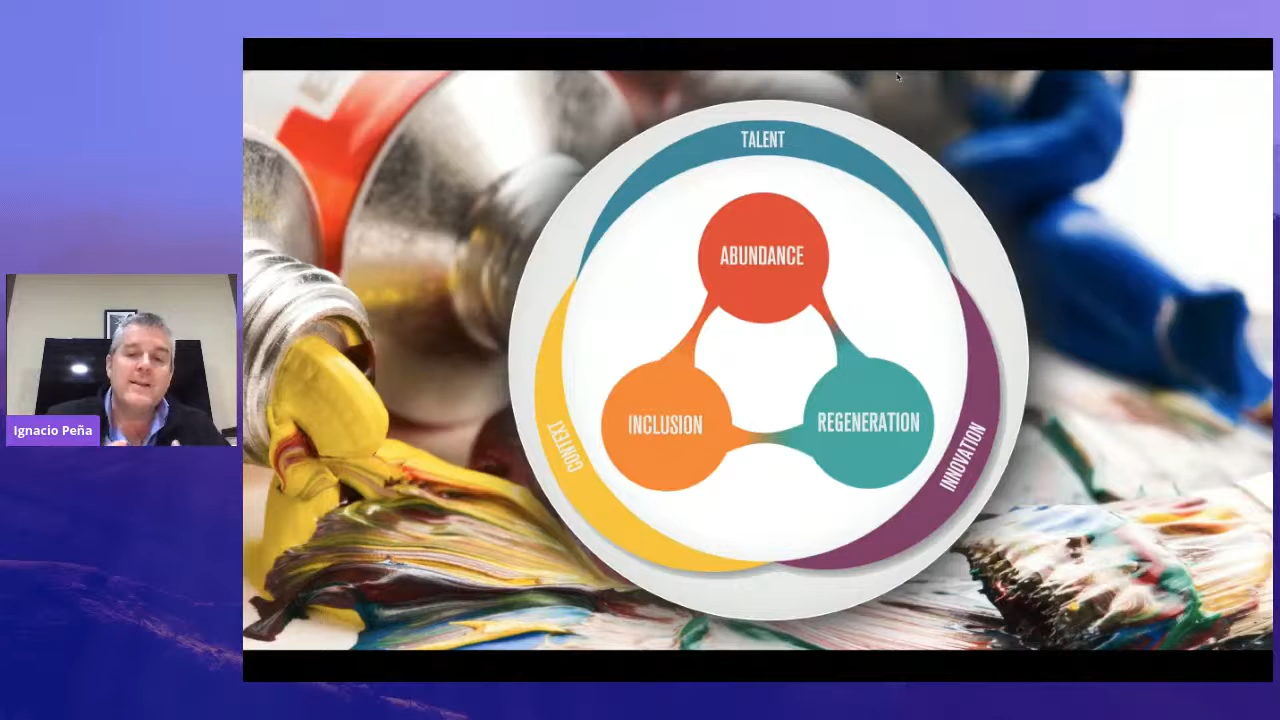 TALENT
ABUNDANCE
INCLUSION
REGENERATION
CONTEXT
INNOVATION
Ignacio Peña